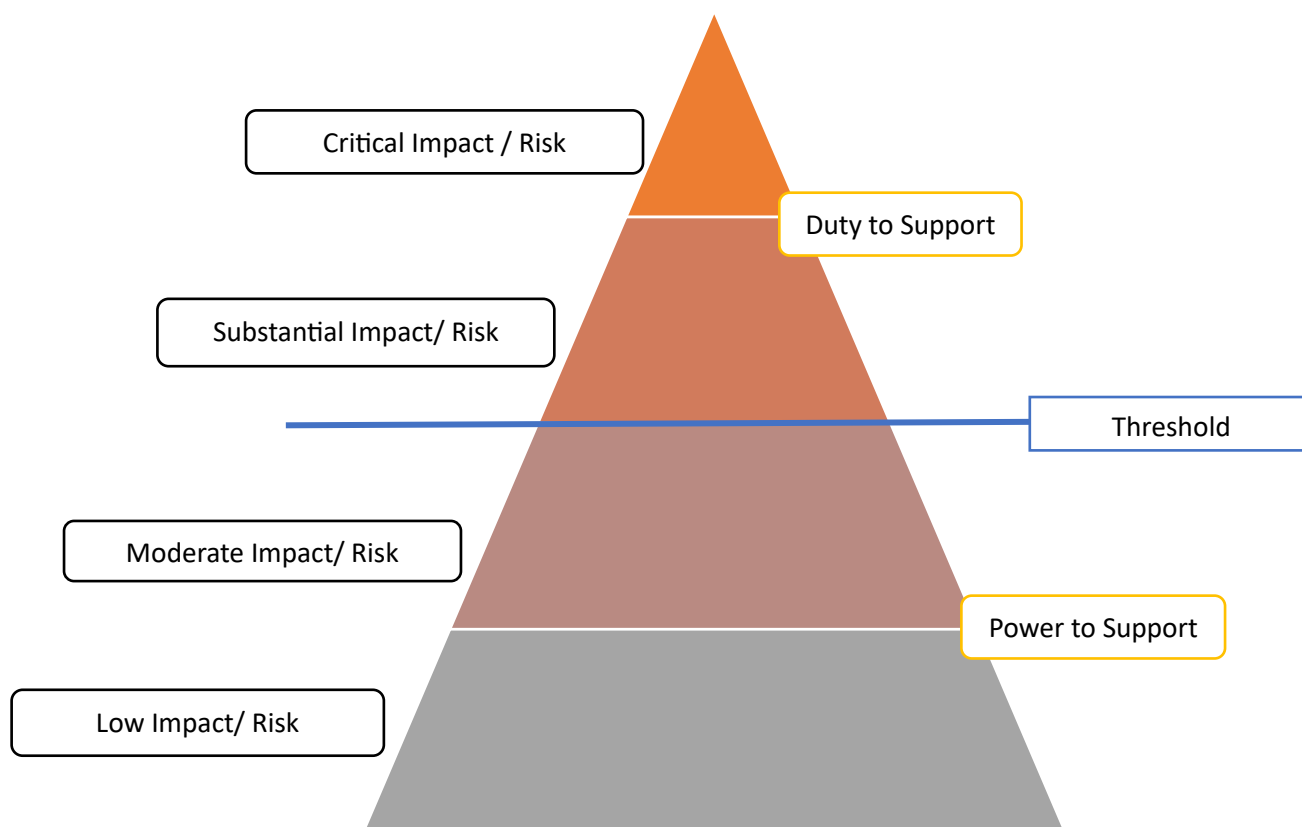 Critical Impact / Risk
Duty to Support
Substantial Impact/ Risk
Threshold
Moderate Impact/ Risk
Power to Support
Low Impact/ Risk